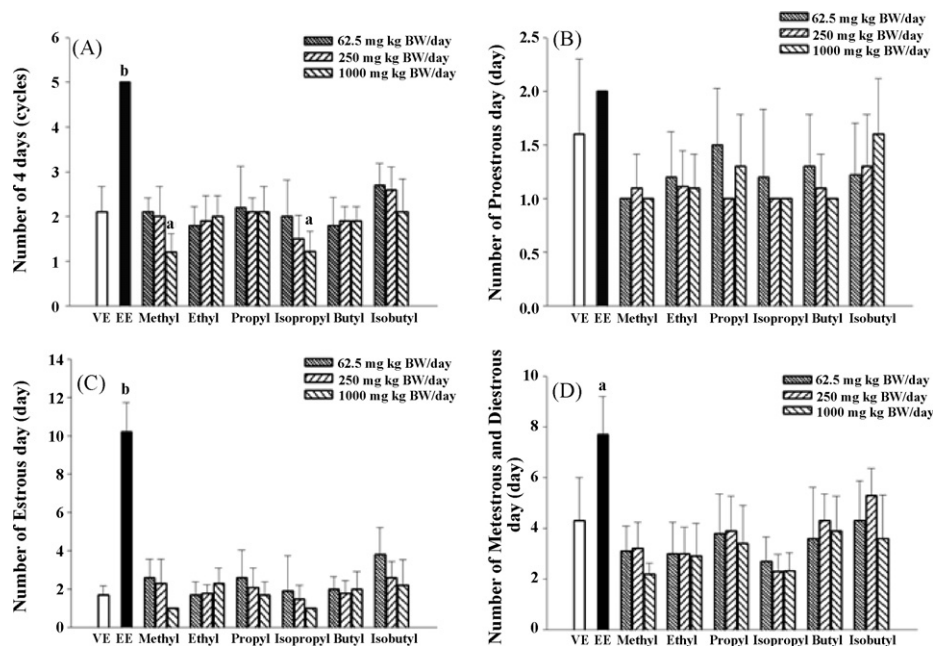 (A)
62.5 mg kg BW/day
250 mg kg BW/day
1000 mg kg BW/day
Number of 4 days (cycles)
6
5
4
3
2
1
0
b
a
a
VE EE Methyl Ethyl Propyl Isopropyl Butyl Isobutyl
(B)
62.5 mg kg BW/day
250 mg kg BW/day
1000 mg kg BW/day
Number of Proestrous day (day)
2.5
2.0
1.5
1.0
0.5
0.0
VE EE Methyl Ethyl Propyl Isopropyl Butyl Isobutyl
(C)
62.5 mg kg BW/day
250 mg kg BW/day
1000 mg kg BW/day
Number of Estrous day (day)
14
12
10
8
6
4
2
0
b
VE EE Methyl Ethyl Propyl Isopropyl Butyl Isobutyl
(D)
62.5 mg kg BW/day
250 mg kg BW/day
1000 mg kg BW/day
Number of Metestrous and Diestrous
day (day)
10
8
6
4
2
0
a
VE EE Methyl Ethyl Propyl Isopropyl Butyl Isobutyl